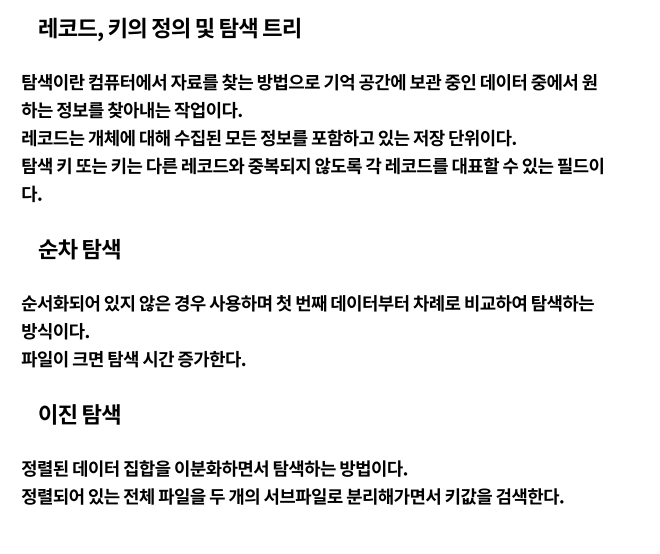 레코드, 키의 정의 및 탐색 트리
탐색이란 컴퓨터에서 자료를 찾는 방법으로 기억 공간에 보관 중인 데이터 중에서 원
하는 정보를 찾아내는 작업이다.
레코드는 개체에 대해 수집된 모든 정보를 포함하고 있는 저장 단위이다.
탐색 키 또는 키는 다른 레코드와 중복되지 않도록 각 레코드를 대표할 수 있는 필드이
다.
순차 탐색
순서화되어 있지 않은 경우 사용하며 첫 번째 데이터부터 차례로 비교하여 탐색하는
방식이다.
파일이 크면 탐색 시간 증가한다.
이진 탐색
정렬된 데이터 집합을 이분화하면서 탐색하는 방법이다.
정렬되어 있는 전체 파일을 두 개의 서브파일로 분리해가면서 키값을 검색한다.